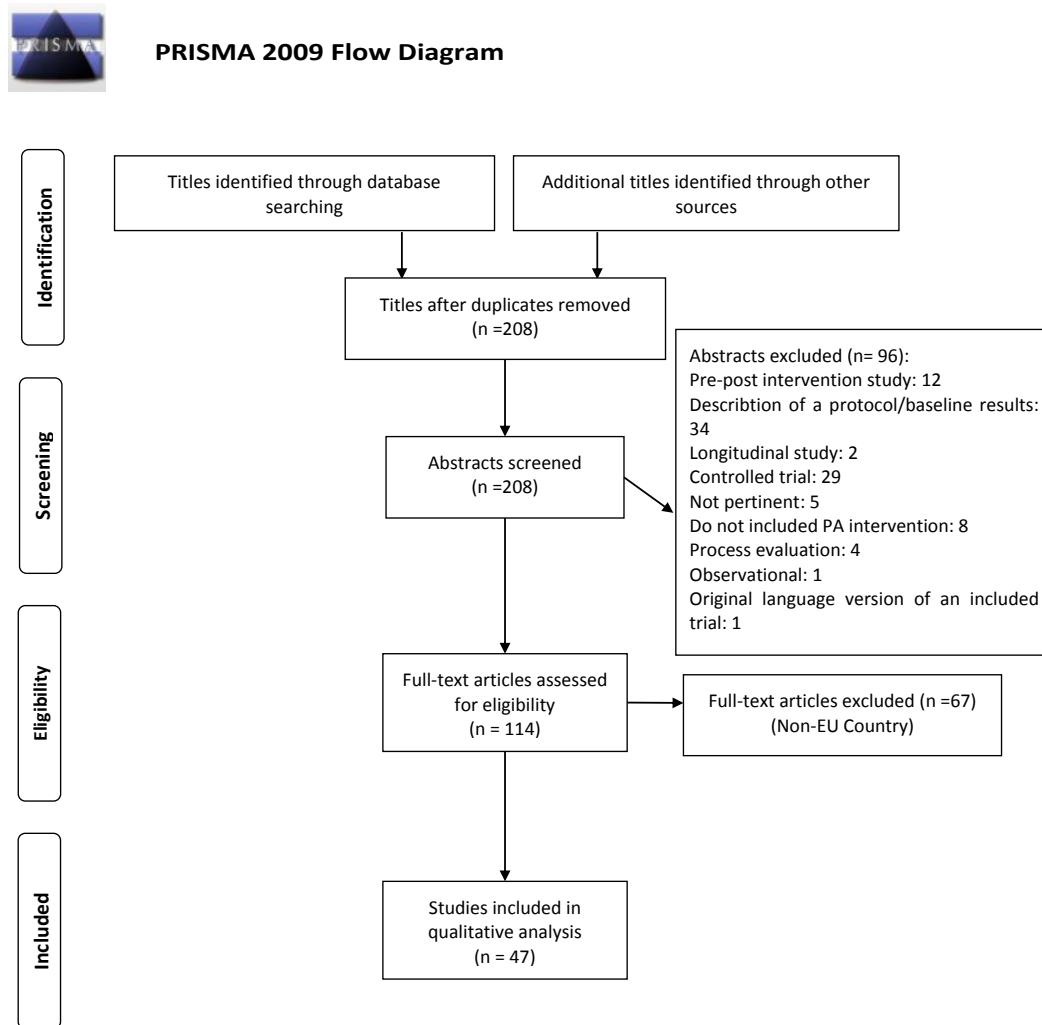 PRISMA
PRISMA 2009 Flow Diagram
Identification
Titles identified through database
searching
Additional titles identified through other
sources
Titles after duplicates removed
(n =208)
Screening
Abstracts screened
(n =208)
Abstracts excluded (n= 96):
Pre-post intervention study: 12
Describtion of a protocol/baseline results:
34
Longitudinal study: 2
Controlled trial: 29
Not pertinent: 5
Do not included PA intervention: 8
Process evaluation: 4
Observational: 1
Original language version of an included
trial: 1
Eligibility
Full-text articles assessed
for eligibility
(n = 114)
Full-text articles excluded (n =67)
(Non-EU Country)
Included
Studies included in
qualitative analysis
(n = 47)